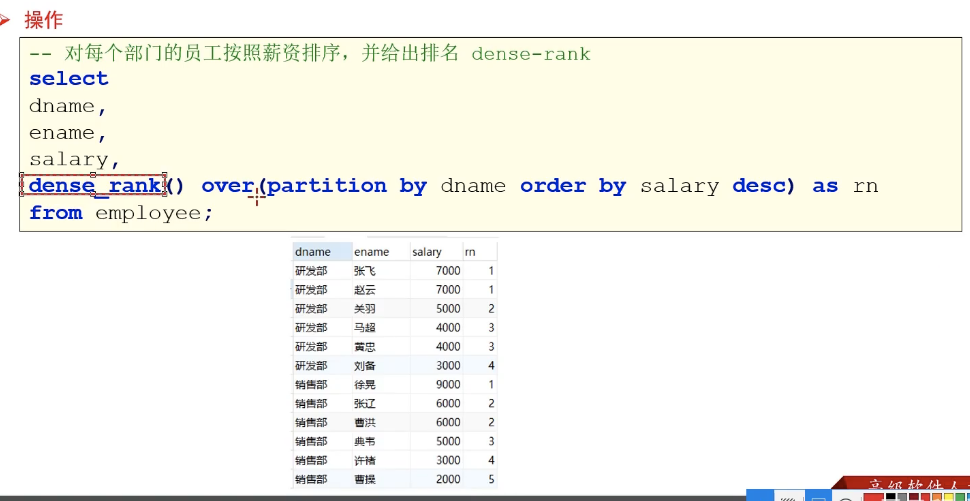 操作
-- 对每个部门的员工按照薪资排序，并给出排名 dense-rank
select
dname,
ename,
salary,
dense_rank() over(partition by dname order by salary desc) as rn
from employee;
dname ename salary rn
研发部 张飞 7000 1
研发部 赵云 7000 1
研发部 关羽 5000 2
研发部 马超 4000 3
研发部 黄忠 4000 3
研发部 刘备 3000 4
销售部 徐晃 9000 1
销售部 张辽 6000 2
销售部 曹洪 6000 2
销售部 典韦 5000 3
销售部 许褚 3000 4
销售部 曹操 2000 5
高级软件人